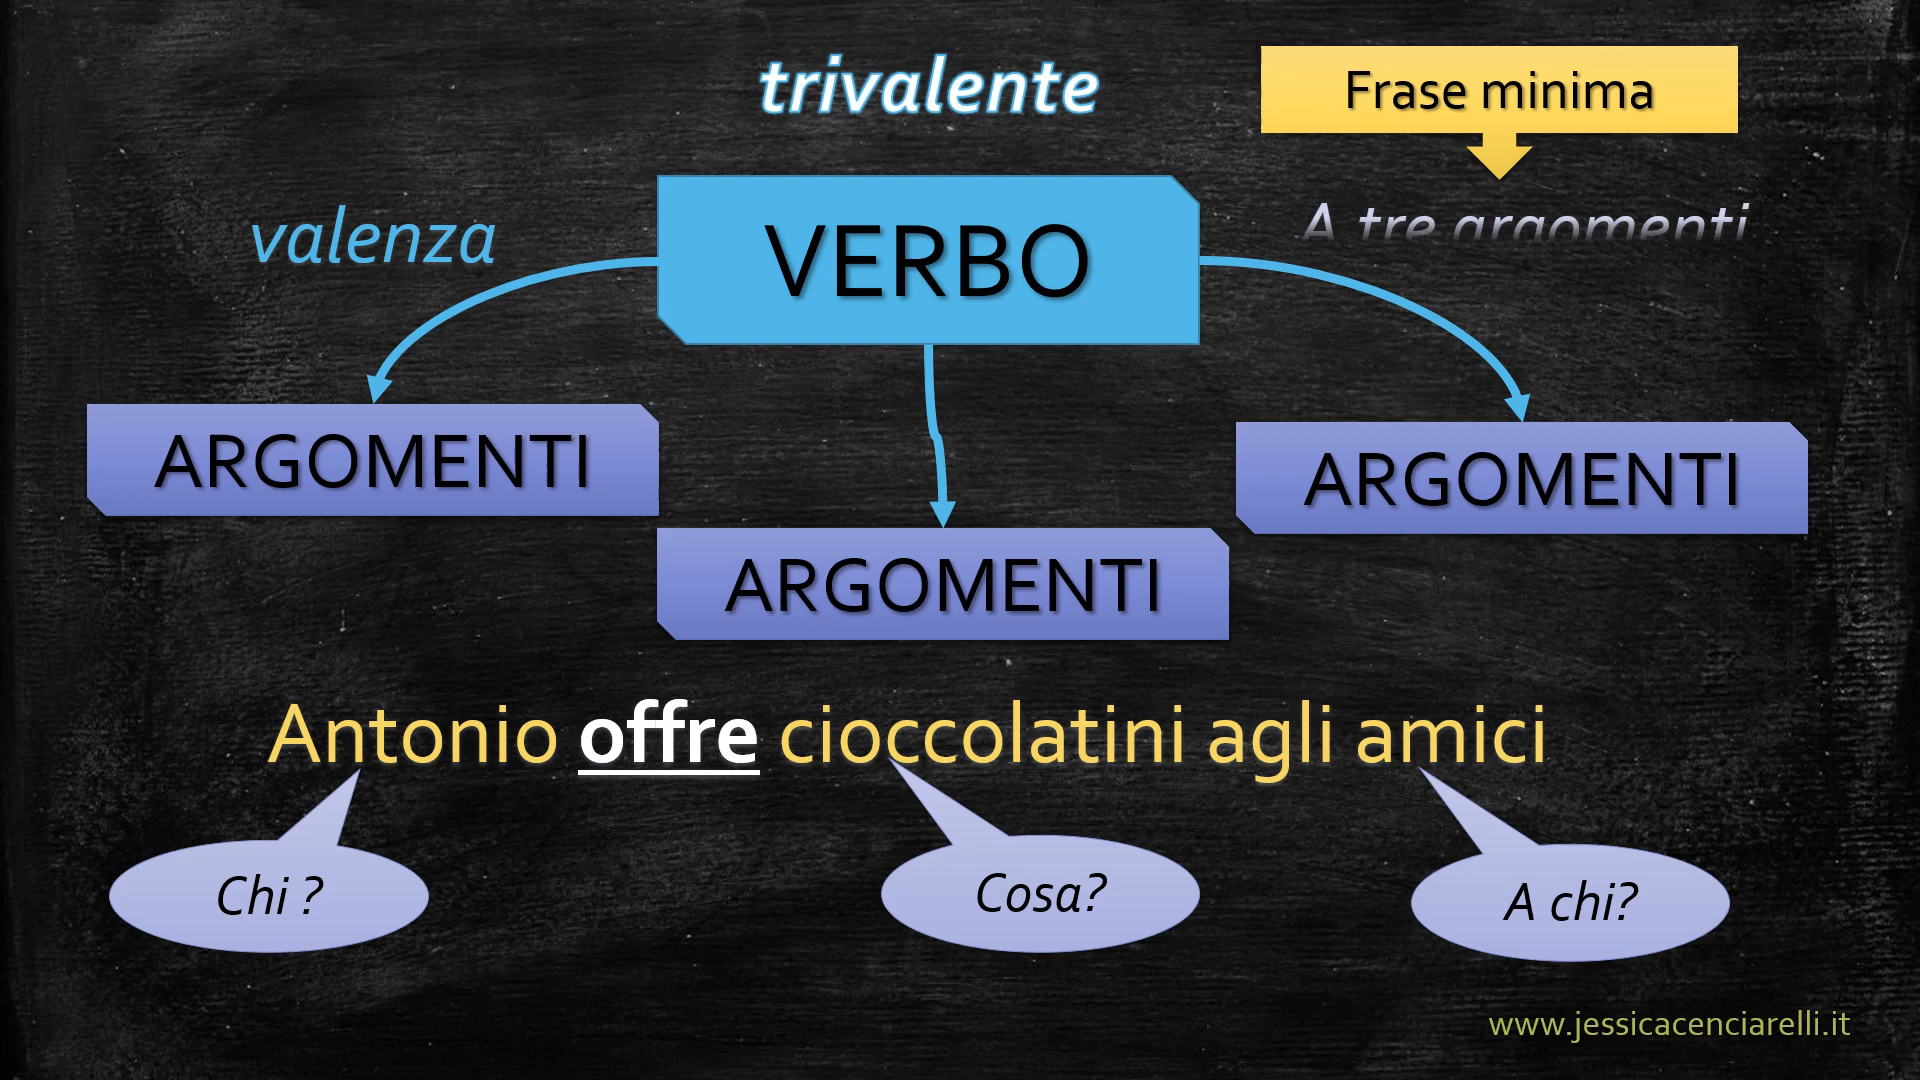 trivalente
Frase minima
valenza
VERBO
A tre argomenti
ARGOMENTI
ARGOMENTI
ARGOMENTI
Antonio offre cioccolatini agli amici
Chi ?
Cosa?
A chi?
www.jessicacenciarelli.it